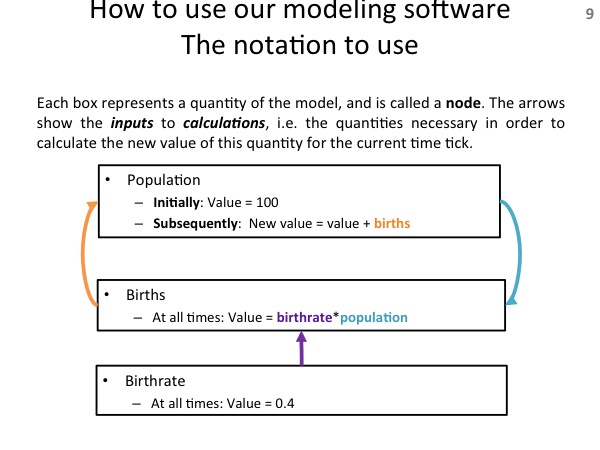 How to use our modeling software
9
The notation to use
Each box represents a quantity of the model, and is called a node. The arrows
show the inputs to calculations, i.e. the quantities necessary in order to
calculate the new value of this quantity for the current time tick.
• Population
– Initially: Value = 100
– Subsequently: New value = value + births
• Births
– At all times: Value = birthrate*population
• Birthrate
– At all times: Value = 0.4